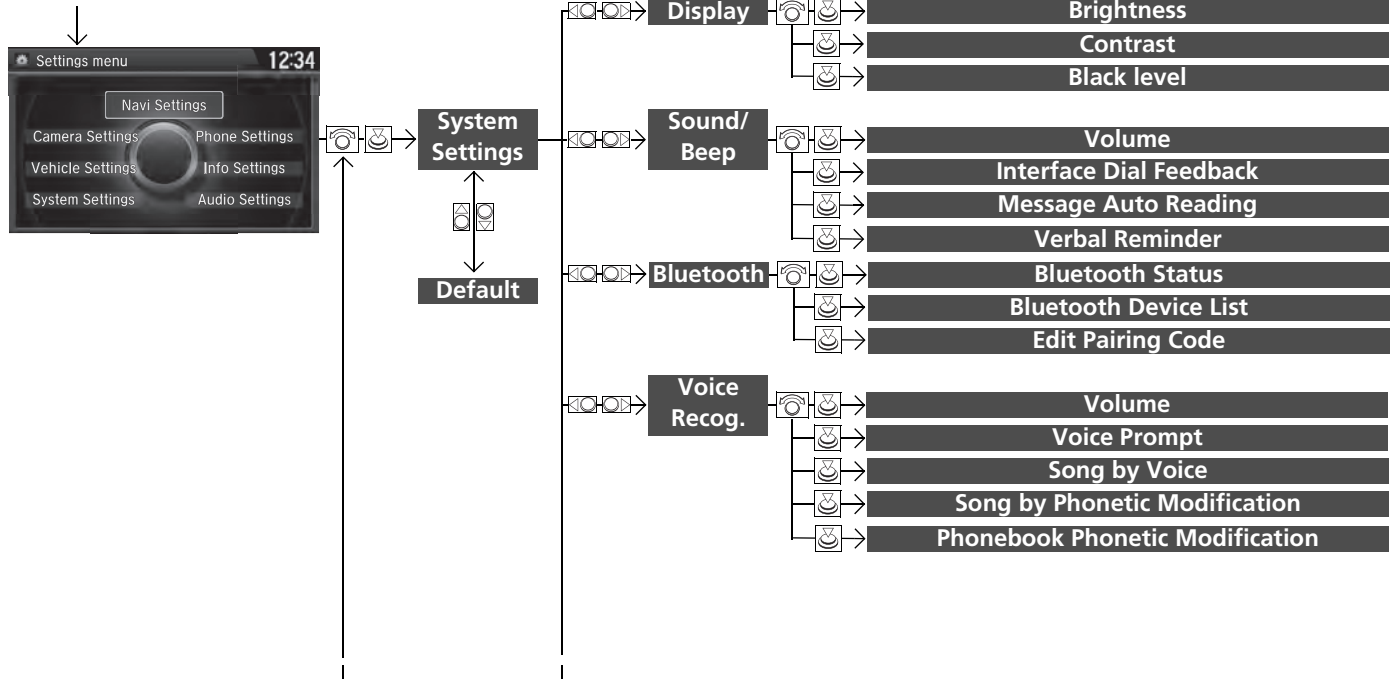 Settings menu
12:34
Navi Settings
Camera Settings
Phone Settings
Vehicle Settings
Info Settings
System Settings
Audio Settings
System
Settings
Default
Display
Brightness
Contrast
Black level
Sound/
Beep
Volume
Interface Dial Feedback
Message Auto Reading
Verbal Reminder
Bluetooth
Bluetooth Status
Bluetooth Device List
Edit Pairing Code
Voice
Recog.
Volume
Voice Prompt
Song by Voice
Song by Phonetic Modification
Phonebook Phonetic Modification